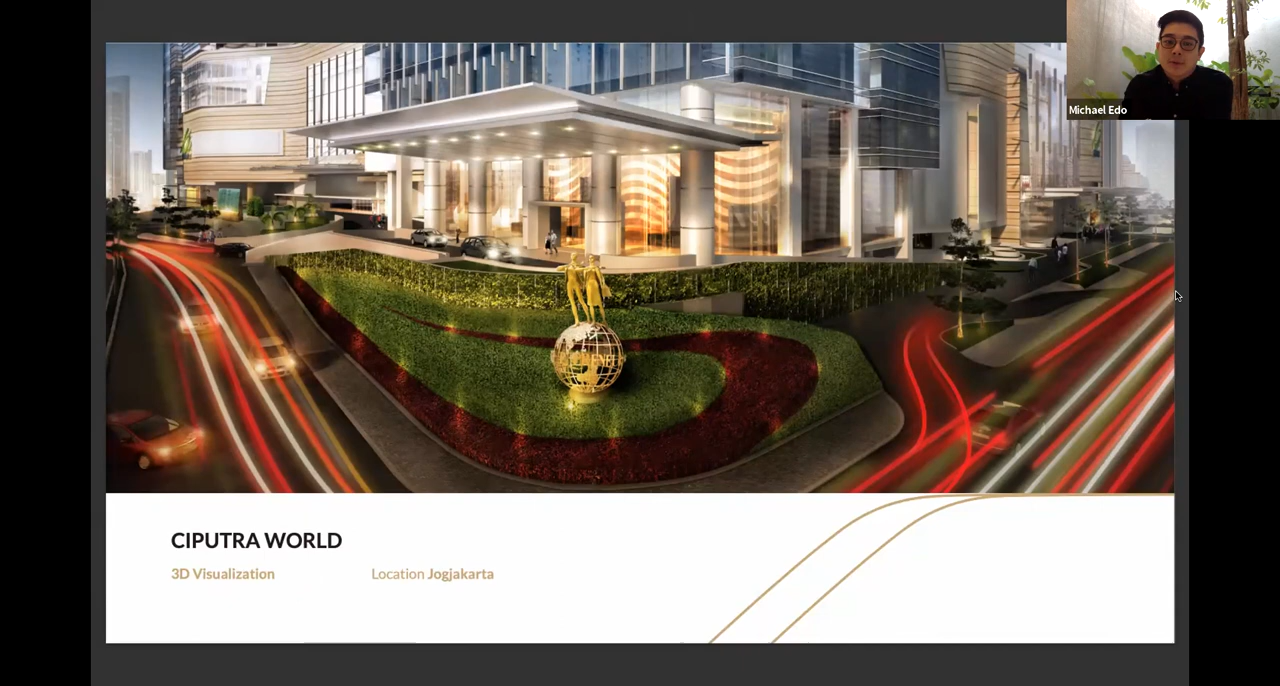 Michael Edo
CIPUTRA WORLD
3D Visualization
Location Jogjakarta